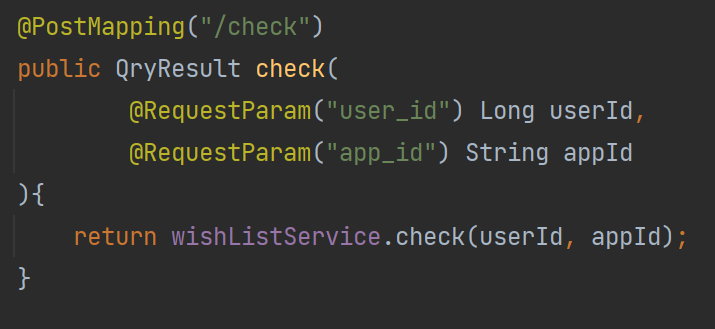 @PostMapping("/check")
public QryResult check(
        @RequestParam("user_id") Long userId,
        @RequestParam("app_id") String appId
){
    return wishListService.check(userId, appId);
}